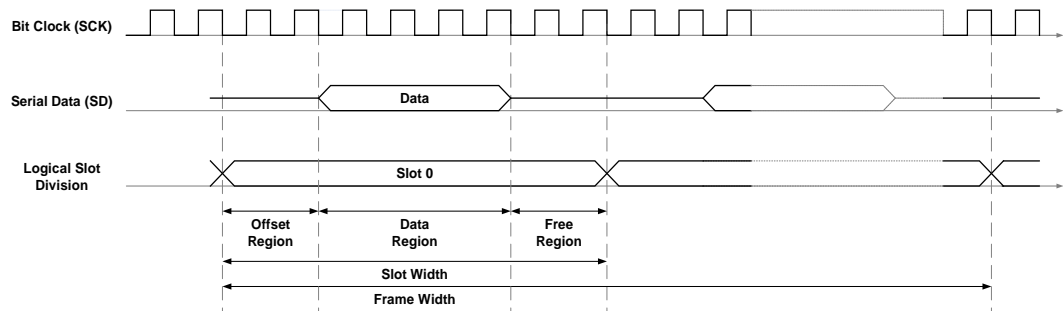 Bit Clock (SCK)
Serial Data (SD)
Data
Logical Slot
Division
Slot 0
Offset
Region
Data
Region
Free
Region
Slot Width
Frame Width